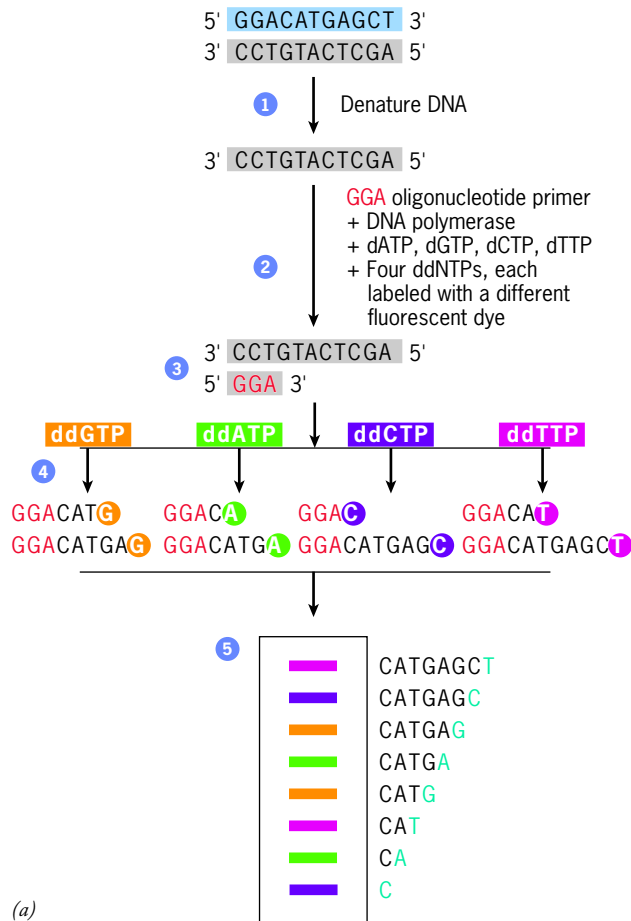 5' GGACATGAGCT 3'
3' CCTGTACTCGA 5'
1 Denature DNA
3' CCTGTACTCGA 5'
GGA oligonucleotide primer
+ DNA polymerase
+ dATP, dGTP, dCTP, dTTP
2 + Four ddNTPs, each
labeled with a different
fluorescent dye
3' CCTGTACTCGA 5'
3
5' GGA 3'
ddGTP ddATP ddCTP ddTTP
4
GGACATG GGACA GGAC GGACAT
GGACATGAG GGACATGA GGACATGAGC GGACATGAGCT
5
CATGAGCT
CATGAGC
CATGAG
CATGA
CATG
CAT
CA
C
(a)